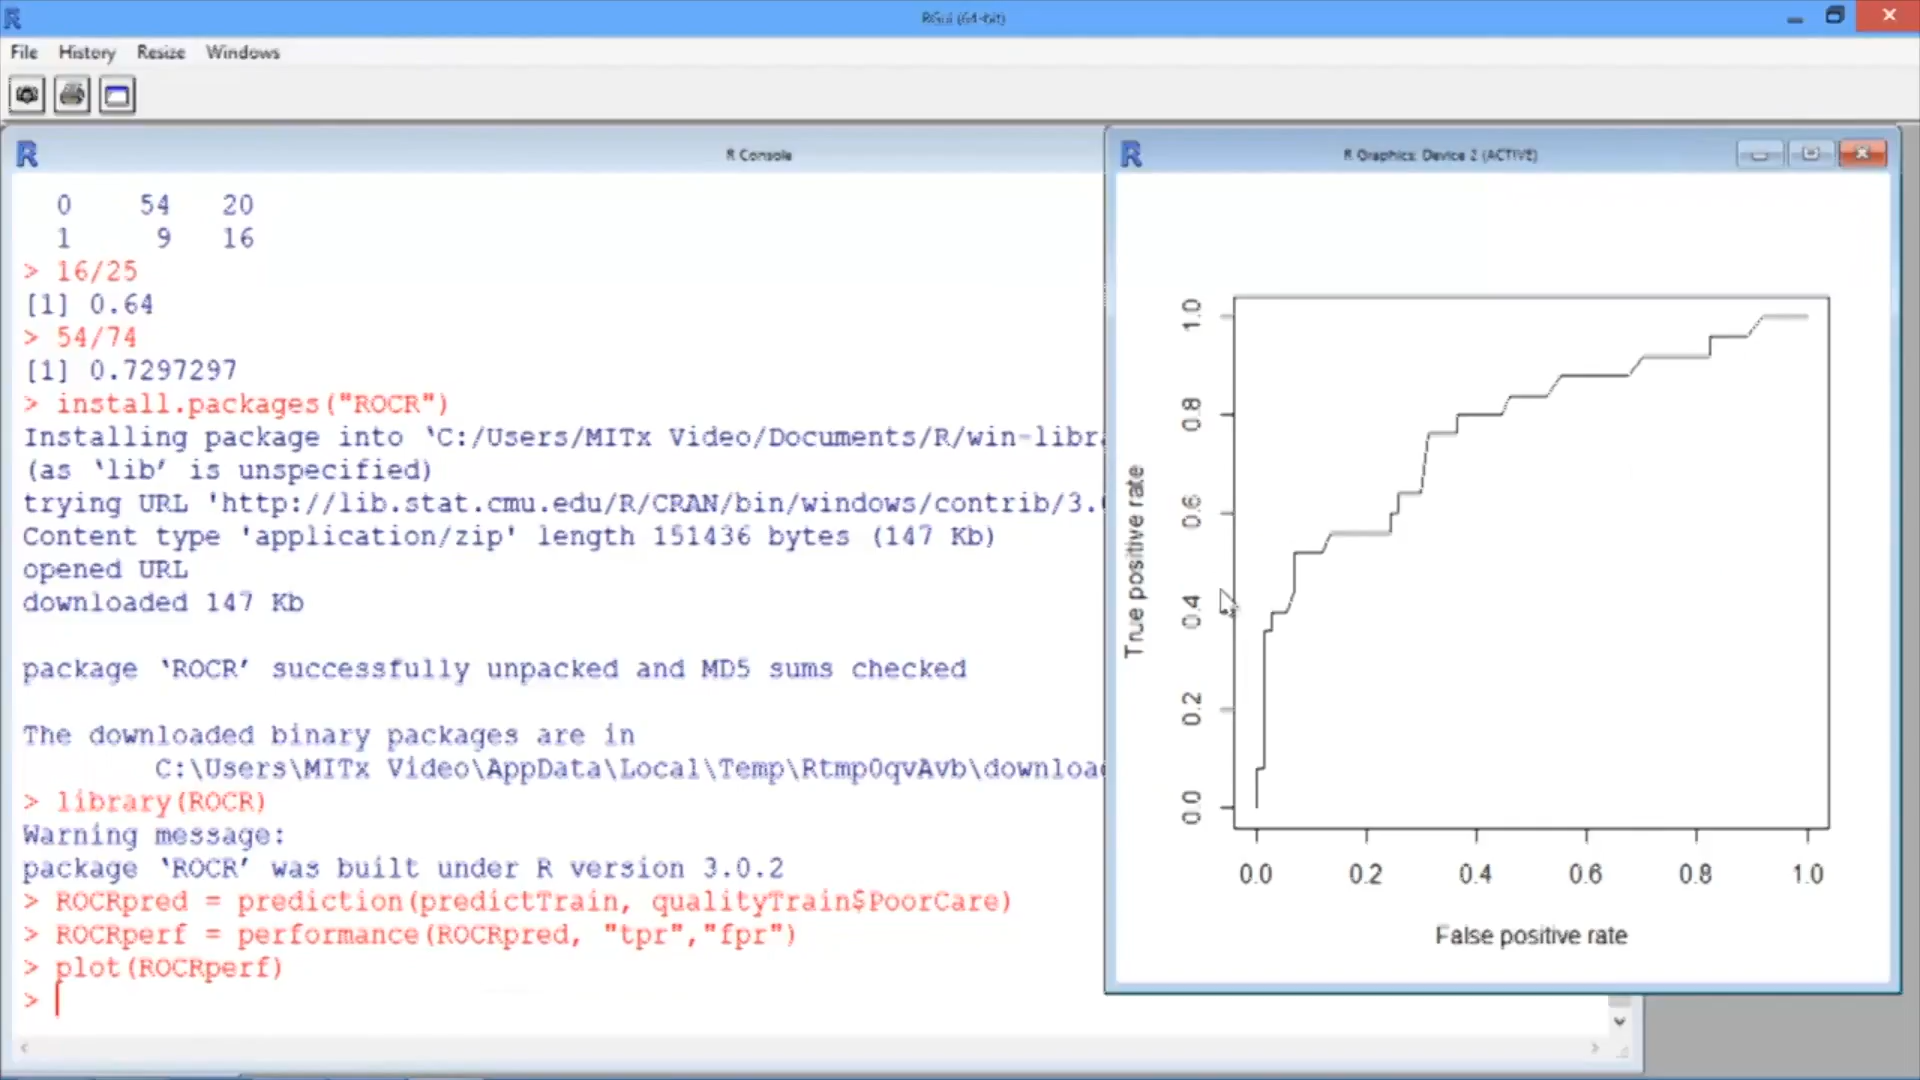 RGui (64-bit)
File History Resize Windows
R Console
0 54 20
1 9 16
> 16/25
[1] 0.64
> 54/74
[1] 0.7297297
> install.packages("ROCR")
Installing package into ‘C:/Users/MITx Video/Documents/R/win-libra
(as ‘lib’ is unspecified)
trying URL 'http://lib.stat.cmu.edu/R/CRAN/bin/windows/contrib/3.
Content type 'application/zip' length 151436 bytes (147 Kb)
opened URL
downloaded 147 Kb
package ‘ROCR’ successfully unpacked and MD5 sums checked
The downloaded binary packages are in
C:\Users\MITx Video\AppData\Local\Temp\Rtmp0qvAvb\downloa
> library(ROCR)
Warning message:
package ‘ROCR’ was built under R version 3.0.2
> ROCRpred = prediction(predictTrain, qualityTrain$PoorCare)
> ROCRperf = performance(ROCRpred, "tpr","fpr")
> plot(ROCRperf)
>
R Graphics: Device 2 (ACTIVE)
True positive rate
1.0
0.8
0.6
0.4
0.2
0.0
0.0 0.2 0.4 0.6 0.8 1.0
False positive rate